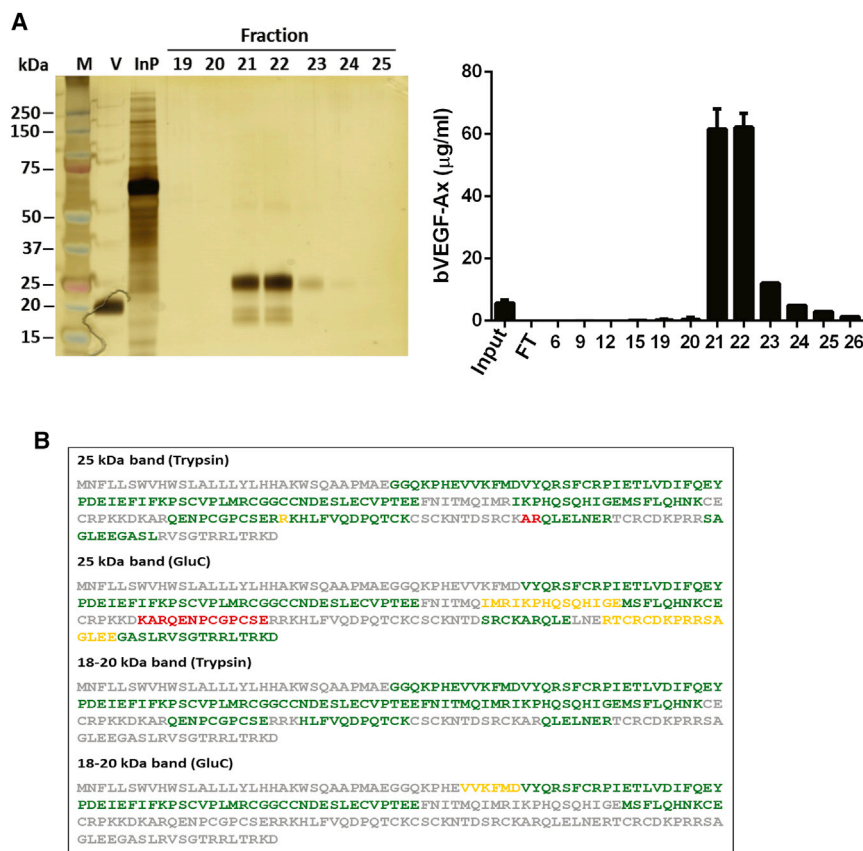 A
Fraction
kDa M V InP 19 20 21 22 23 24 25
250
150
75
50
37
25
20
15
bVEGF-Ax (µg/ml)
80
60
40
20
0
Input FT 6 9 12 15 19 20 21 22 23 24 25 26
B
25 kDa band (Trypsin)
MNFLLSWVHWSLALLLYLHHAKWSQAAPMAEGGQKPHEVVKFMDVYQRSFCRPIETLVDIFQEY
PDEIEFIFKPSCVPLMRCGGCCNDESLECVPTEEFNITMQIMRIKPHQSQHIGEMSFLQHNKCE
CRPKKDKARQENPCGPCSERRKHLFVQDPQTCKCSCKNTDSRCKARQLELNERTCRCDKPRRSA
GLEEGASLRVSGTRRLTRKD
25 kDa band (GluC)
MNFLLSWVHWSLALLLYLHHAKWSQAAPMAEGGQKPHEVVKFMDVYQRSFCRPIETLVDIFQEY
PDEIEFIFKPSCVPLMRCGGCCNDESLECVPTEEFNITMQIMRIKPHQSQHIGEMSFLQHNKCE
CRPKKDKARQENPCGPCSERRKHLFVQDPQTCKCSCKNTDSRCKARQLELNERTCRCDKPRRSA
GLEEGASLRVSGTRRLTRKD
18-20 kDa band (Trypsin)
MNFLLSWVHWSLALLLYLHHAKWSQAAPMAEGGQKPHEVVKFMDVYQRSFCRPIETLVDIFQEY
PDEIEFIFKPSCVPLMRCGGCCNDESLECVPTEEFNITMQIMRIKPHQSQHIGEMSFLQHNKCE
CRPKKDKARQENPCGPCSERRKHLFVQDPQTCKCSCKNTDSRCKARQLELNERTCRCDKPRRSA
GLEEGASLRVSGTRRLTRKD
18-20 kDa band (GluC)
MNFLLSWVHWSLALLLYLHHAKWSQAAPMAEGGQKPHEVVKFMDVYQRSFCRPIETLVDIFQEY
PDEIEFIFKPSCVPLMRCGGCCNDESLECVPTEEFNITMQIMRIKPHQSQHIGEMSFLQHNKCE
CRPKKDKARQENPCGPCSERRKHLFVQDPQTCKCSCKNTDSRCKARQLELNERTCRCDKPRRSA
GLEEGASLRVSGTRRLTRKD